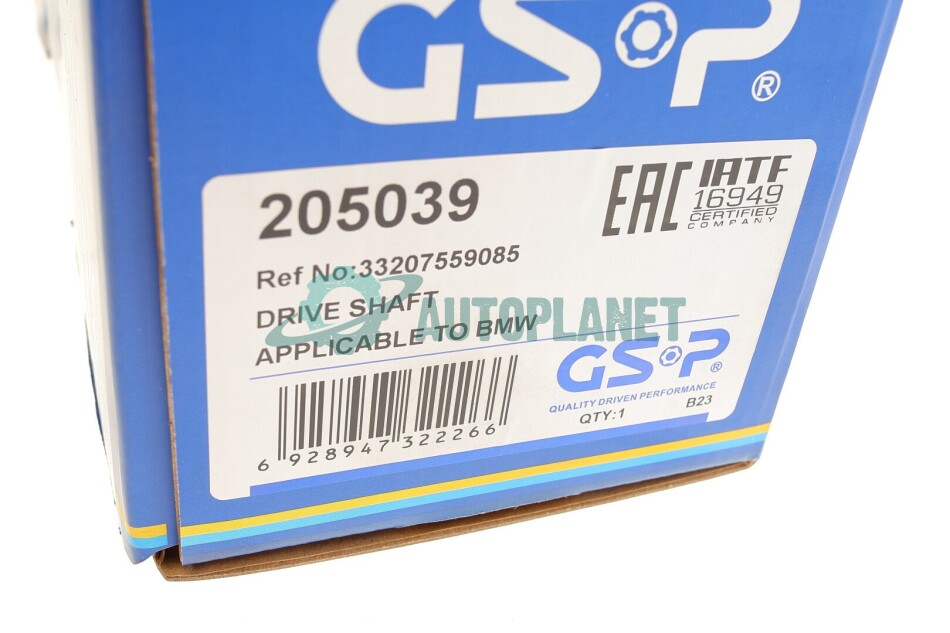 GSP®
205039
EAC
IATF
16949
CERTIFIED
COMPANY
Ref No:33207559085
DRIVE SHAFT
AUTOPLANET
APPLICABLE TO BMW
GSP®
QUALITY DRIVEN PERFORMANCE
QTY:1 B23
6 928947 322266